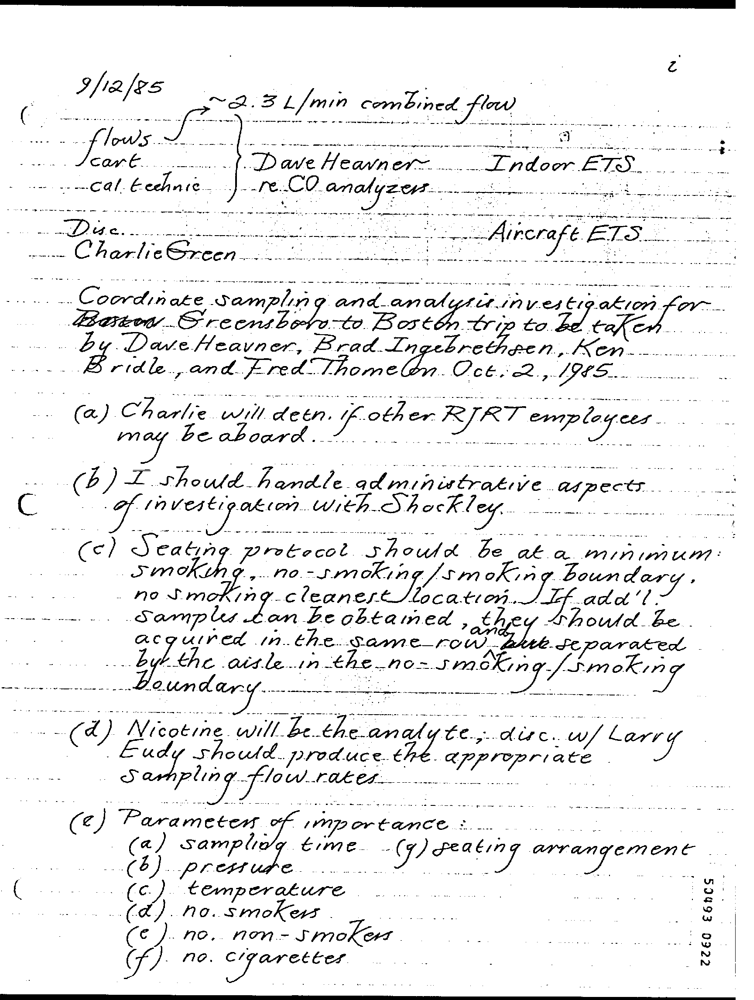 i
9/12/85
~2.3 L/min combined flow
flows
cart Dave Heavner Indoor ETS
cal technic re CO analyzers
Disc. Aircraft ETS
Charlie Green
Coordinate sampling and analysis investigation for
Boston Greensboro to Boston trip to be taken
by Dave Heavner, Brad Ingebrethsen, Ken
Bridle, and Fred Thome on Oct. 2, 1985
(a) Charlie will detn. if other RJRT employees
may be aboard.
(b) I should handle administrative aspects
of investigation with Shockley.
(c) Seating protocol should be at a minimum:
smoking, no-smoking/smoking boundary,
no smoking cleanest location. If add'l.
samples can be obtained, they should be
acquired in the same row but and separated
by the aisle in the no-smoking/smoking
boundary
(d) Nicotine will be the analyte; disc. w/ Larry
Eudy should produce the appropriate
sampling flow rates
(e) Parameters of importance:
(a) sampling time (g) seating arrangement
(b) pressure
(c) temperature
(d) no. smokers
(e) no. non-smokers
(f) no. cigarettes
50493 0922